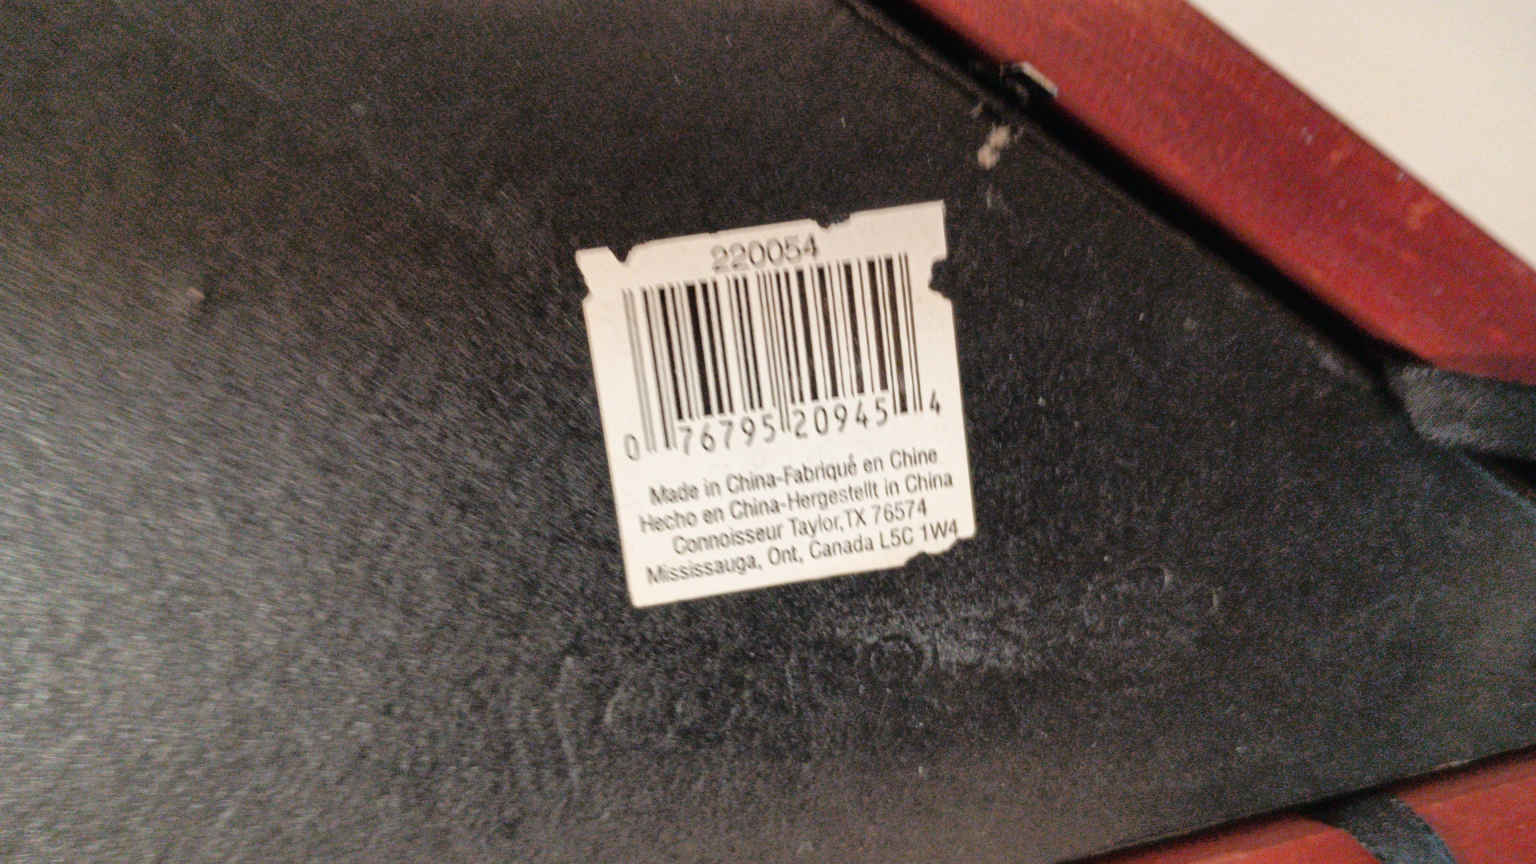 220054
0 76795 20945 4
Made in China-Fabriqué en Chine
Hecho en China-Hergestellt in China
Connoisseur Taylor, TX 76574
Mississauga, Ont, Canada L5C 1W4